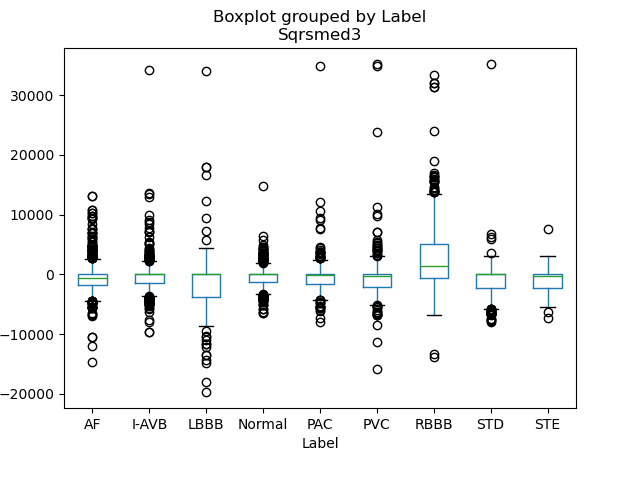 Boxplot grouped by Label
Sqrsmed3
30000
20000
10000
0
−10000
−20000
AF I-AVB LBBB Normal PAC PVC RBBB STD STE
Label